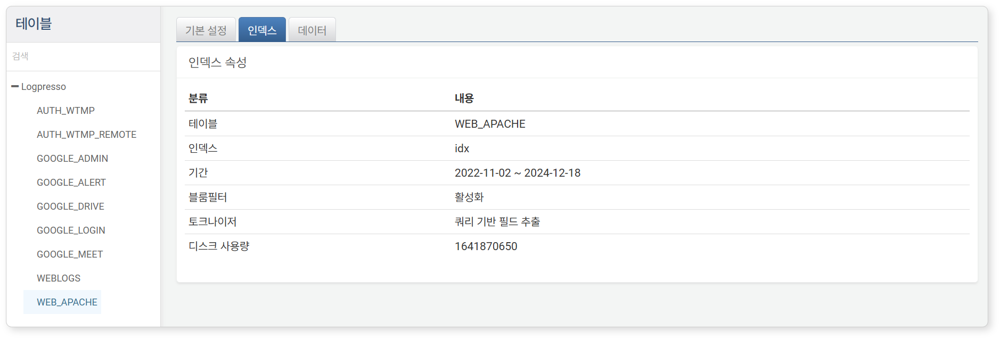 테이블
검색
Logpresso
AUTH_WTMP
AUTH_WTMP_REMOTE
GOOGLE_ADMIN
GOOGLE_ALERT
GOOGLE_DRIVE
GOOGLE_LOGIN
GOOGLE_MEET
WEBLOGS
WEB_APACHE
기본 설정 인덱스 데이터
인덱스 속성
분류 내용
테이블 WEB_APACHE
인덱스 idx
기간 2022-11-02 ~ 2024-12-18
블룸필터 활성화
토크나이저 쿼리 기반 필드 추출
디스크 사용량 1641870650